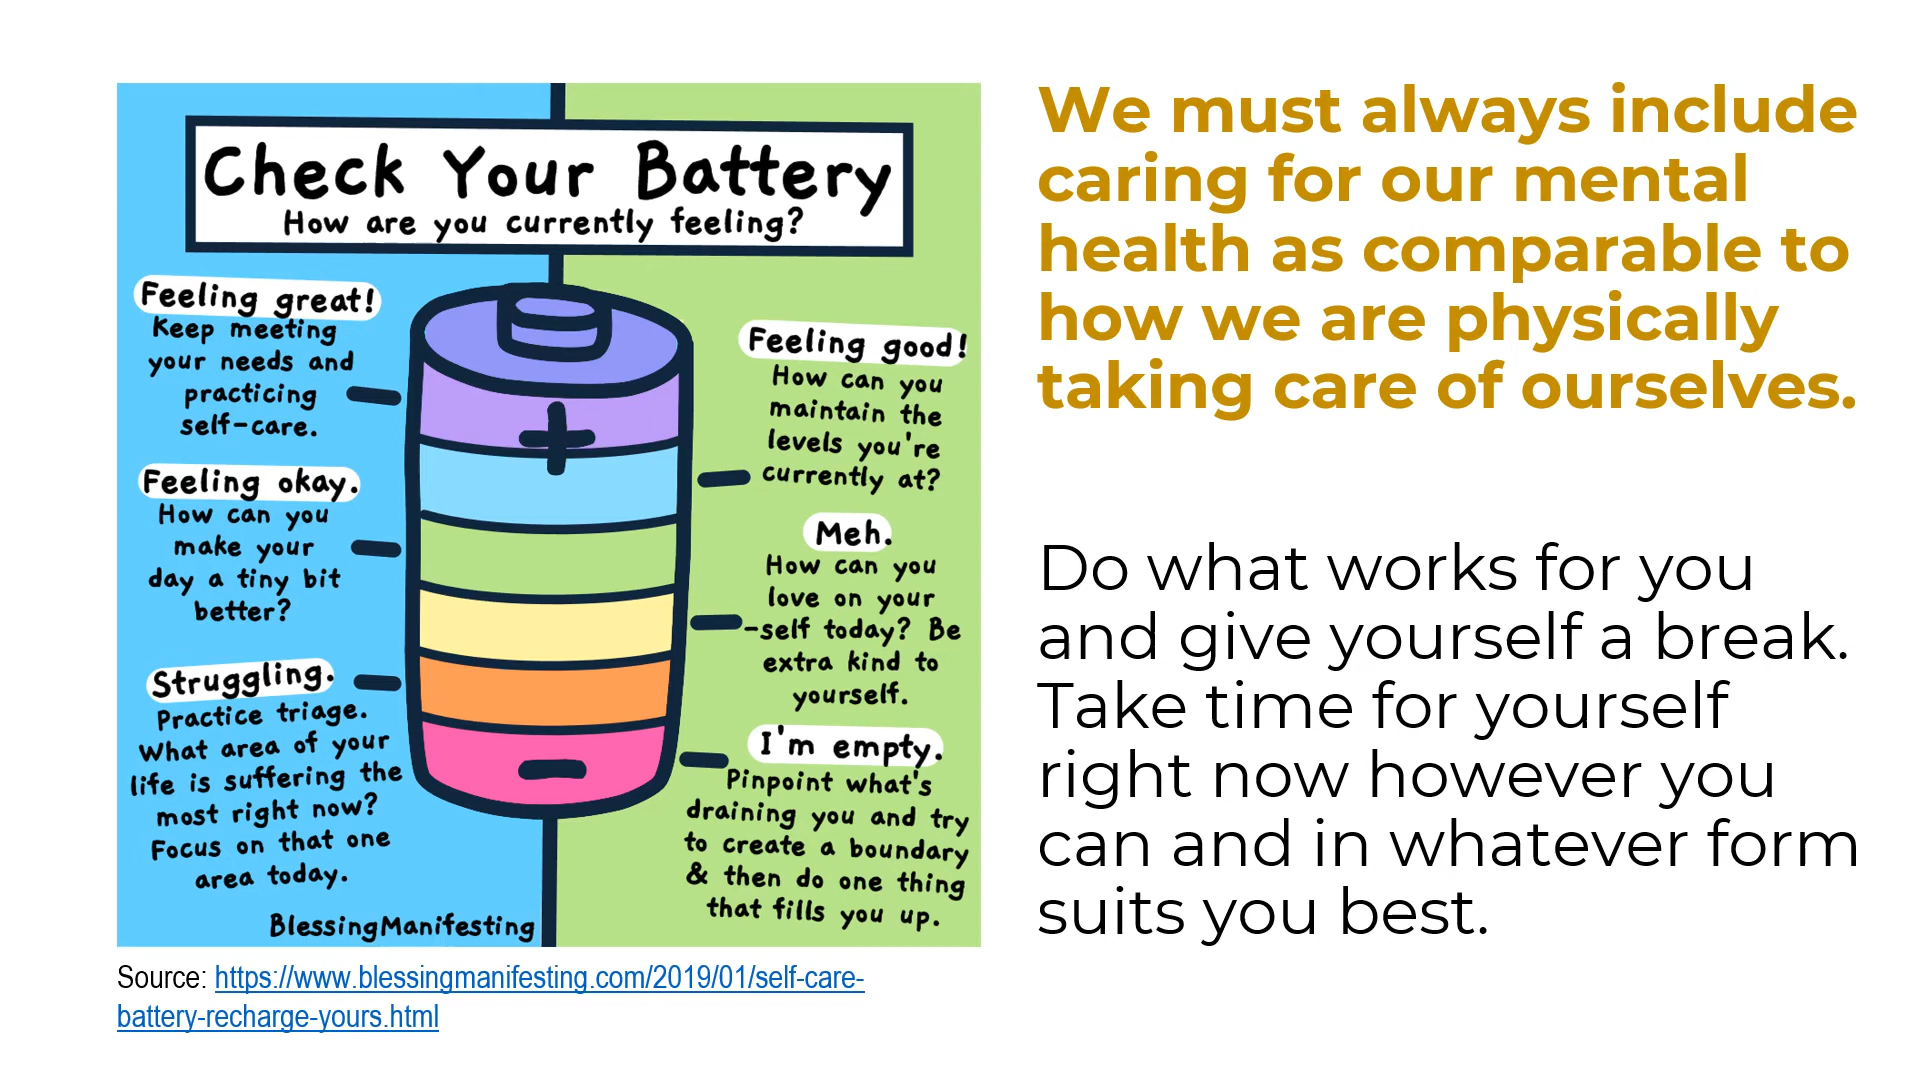 Check Your Battery
How are you currently feeling?
Feeling great!
Keep meeting
your needs and
practicing
self-care.
Feeling good!
How can you
maintain the
levels you're
currently at?
Feeling okay.
How can you
make your
day a tiny bit
better?
Meh.
How can you
love on your
-self today? Be
extra kind to
yourself.
Struggling.
Practice triage.
What area of your
life is suffering the
most right now?
Focus on that one
area today.
I'm empty.
Pinpoint what's
draining you and try
to create a boundary
& then do one thing
that fills you up.
BlessingManifesting
Source: https://www.blessingmanifesting.com/2019/01/self-care-
battery-recharge-yours.html
We must always include
caring for our mental
health as comparable to
how we are physically
taking care of ourselves.
Do what works for you
and give yourself a break.
Take time for yourself
right now however you
can and in whatever form
suits you best.